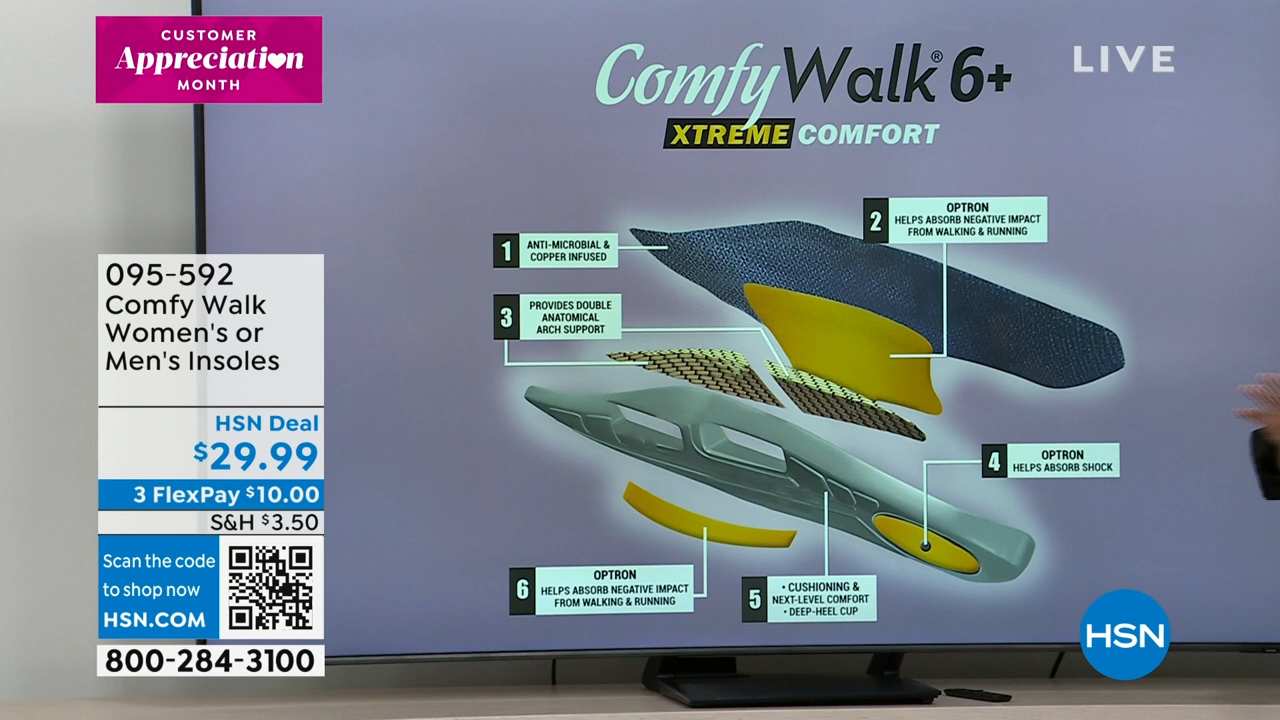 CUSTOMER
Appreciation
MONTH
LIVE
ComfyWalk® 6+
XTREME COMFORT
1
ANTI-MICROBIAL &
COPPER INFUSED
2
OPTRON
HELPS ABSORB NEGATIVE IMPACT
FROM WALKING & RUNNING
3
PROVIDES DOUBLE
ANATOMICAL
ARCH SUPPORT
4
OPTRON
HELPS ABSORB SHOCK
6
OPTRON
HELPS ABSORB NEGATIVE IMPACT
FROM WALKING & RUNNING
5
• CUSHIONING &
NEXT-LEVEL COMFORT
• DEEP-HEEL CUP
095-592
Comfy Walk
Women's or
Men's Insoles
HSN Deal
$29.99
3 FlexPay $10.00
S&H $3.50
Scan the code
to shop now
HSN.COM
800-284-3100
HSN